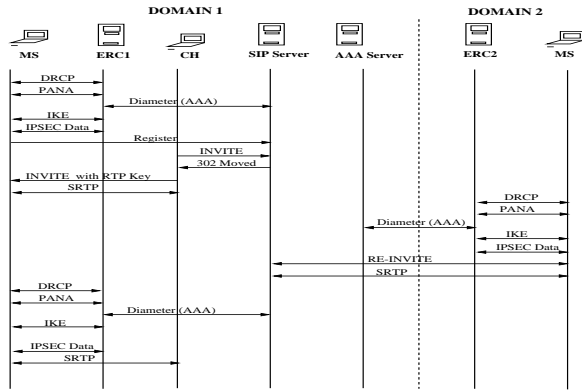 DOMAIN 1
DOMAIN 2
MS
ERC1
CH
SIP Server
AAA Server
ERC2
MS
DRCP
PANA
Diameter (AAA)
IKE
IPSEC Data
Register
INVITE
302 Moved
INVITE with RTP Key
SRTP
DRCP
PANA
Diameter (AAA)
IKE
IPSEC Data
RE-INVITE
SRTP
DRCP
PANA
Diameter (AAA)
IKE
IPSEC Data
SRTP